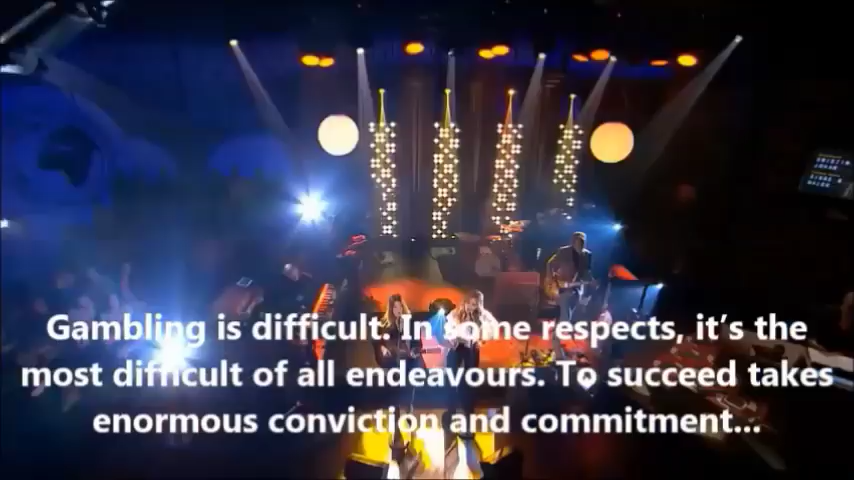 Gambling is difficult. In some respects, it's the
most difficult of all endeavours. To succeed takes
enormous conviction and commitment...